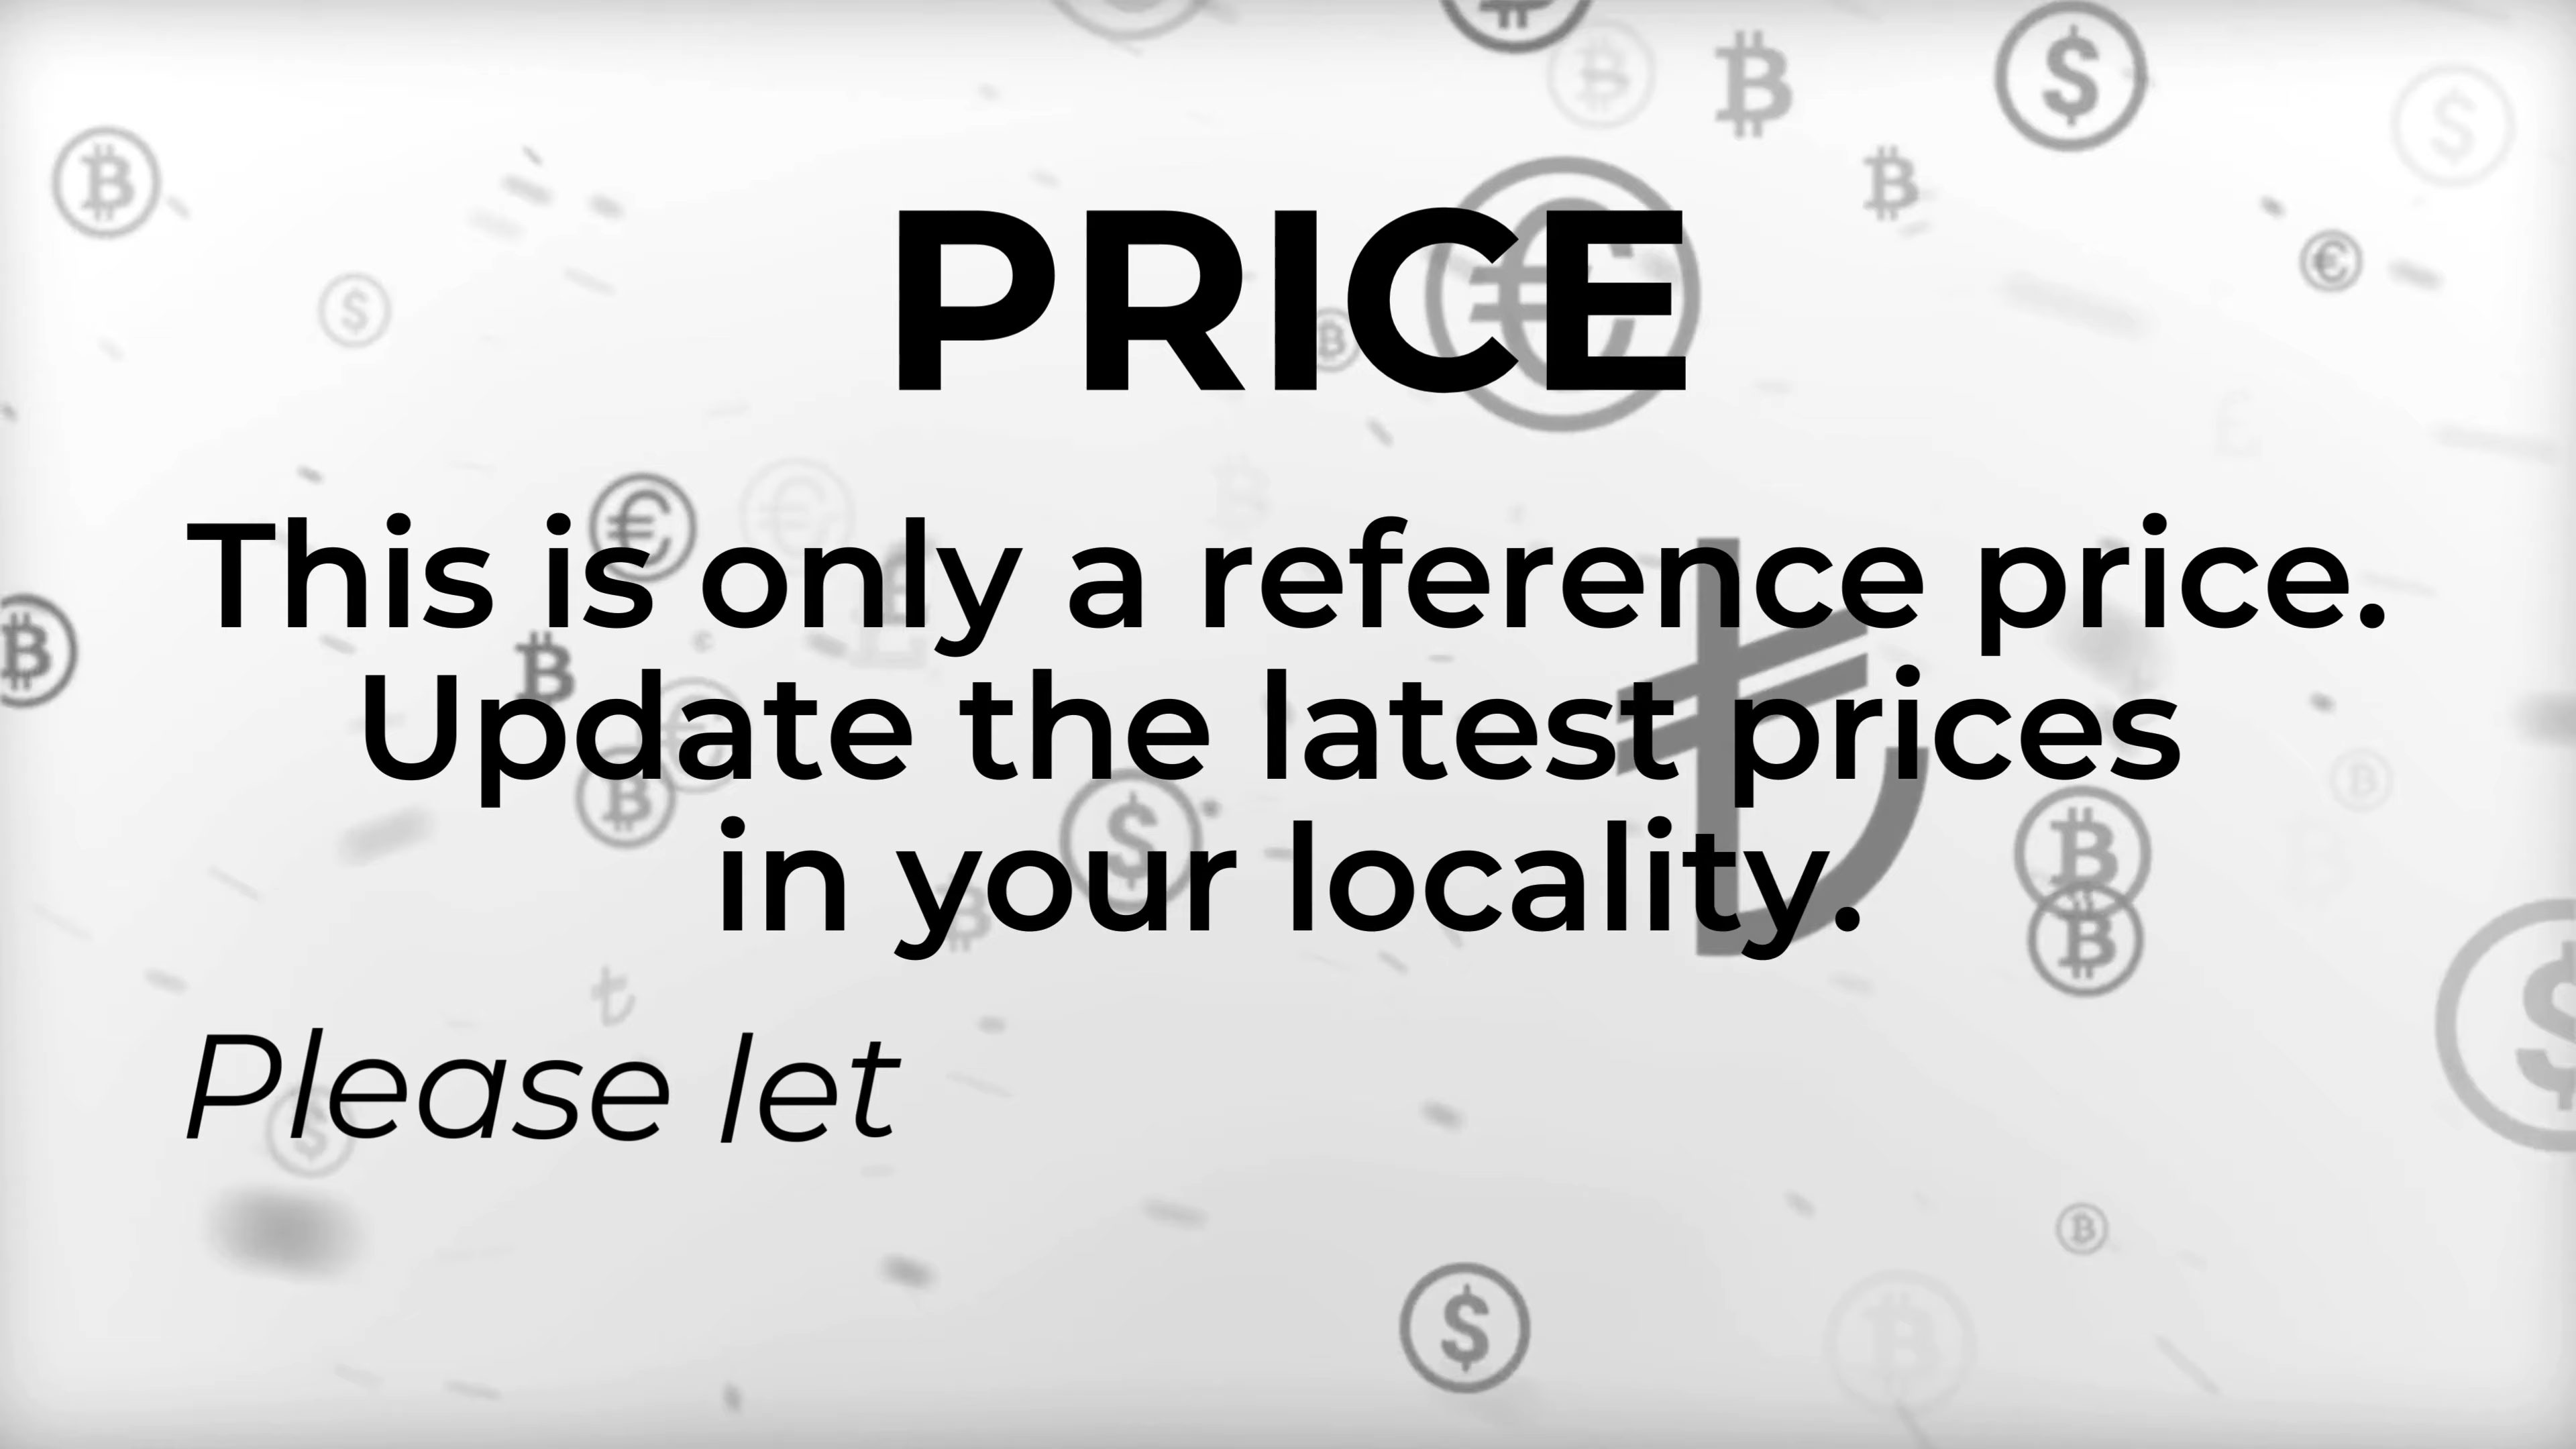 PRICE
This is only a reference price.
Update the latest prices
in your locality.
Please let